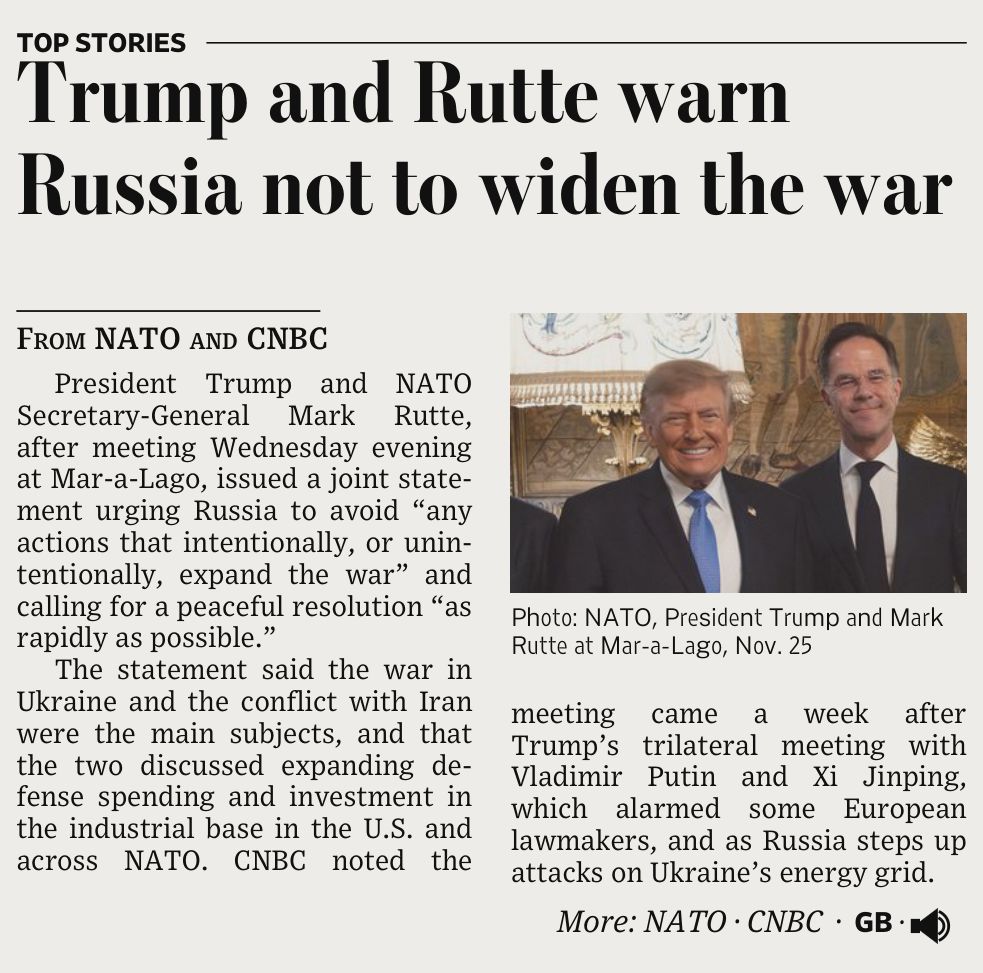 TOP STORIES
Trump and Rutte warn
Russia not to widen the war
From NATO and CNBC
President Trump and NATO
Secretary-General Mark Rutte,
after meeting Wednesday evening
at Mar-a-Lago, issued a joint state-
ment urging Russia to avoid “any
actions that intentionally, or unin-
tentionally, expand the war” and
calling for a peaceful resolution “as
rapidly as possible.”
The statement said the war in
Ukraine and the conflict with Iran
were the main subjects, and that
the two discussed expanding de-
fense spending and investment in
the industrial base in the U.S. and
across NATO. CNBC noted the
Photo: NATO, President Trump and Mark
Rutte at Mar-a-Lago, Nov. 25
meeting came a week after
Trump’s trilateral meeting with
Vladimir Putin and Xi Jinping,
which alarmed some European
lawmakers, and as Russia steps up
attacks on Ukraine’s energy grid.
More: NATO · CNBC · GB ·